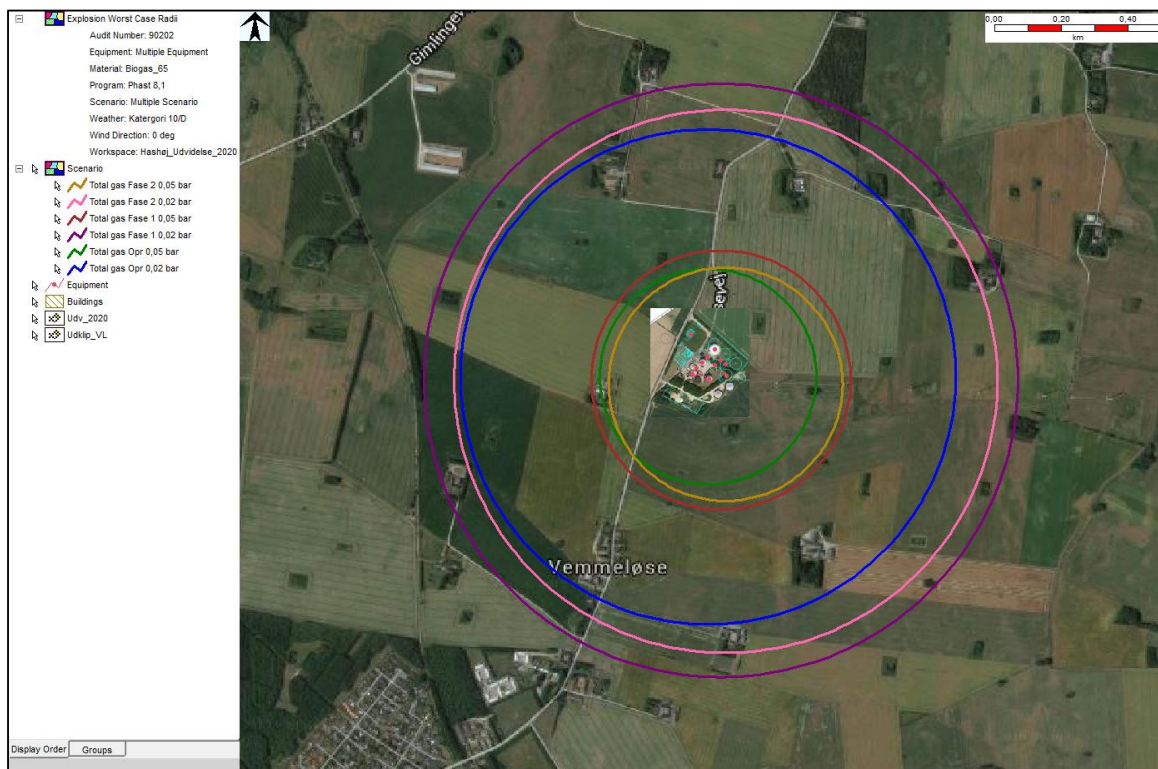 Explosion Worst Case Radii
Audit Number: 90202
Equipment: Multiple Equipment
Material: Biogas_65
Program: Phast 8,1
Scenario: Multiple Scenario
Weather: Katergori 10/D
Wind Direction: 0 deg
Workspace: Hashøj_Udvidelse_2020
Scenario
Total gas Fase 2 0,05 bar
Total gas Fase 2 0,02 bar
Total gas Fase 1 0,05 bar
Total gas Fase 1 0,02 bar
Total gas Opr 0,05 bar
Total gas Opr 0,02 bar
Equipment
Buildings
Udv_2020
Udklip_VL
Display Order Groups
0,00 0,20 0,40
km
Vemmeløse